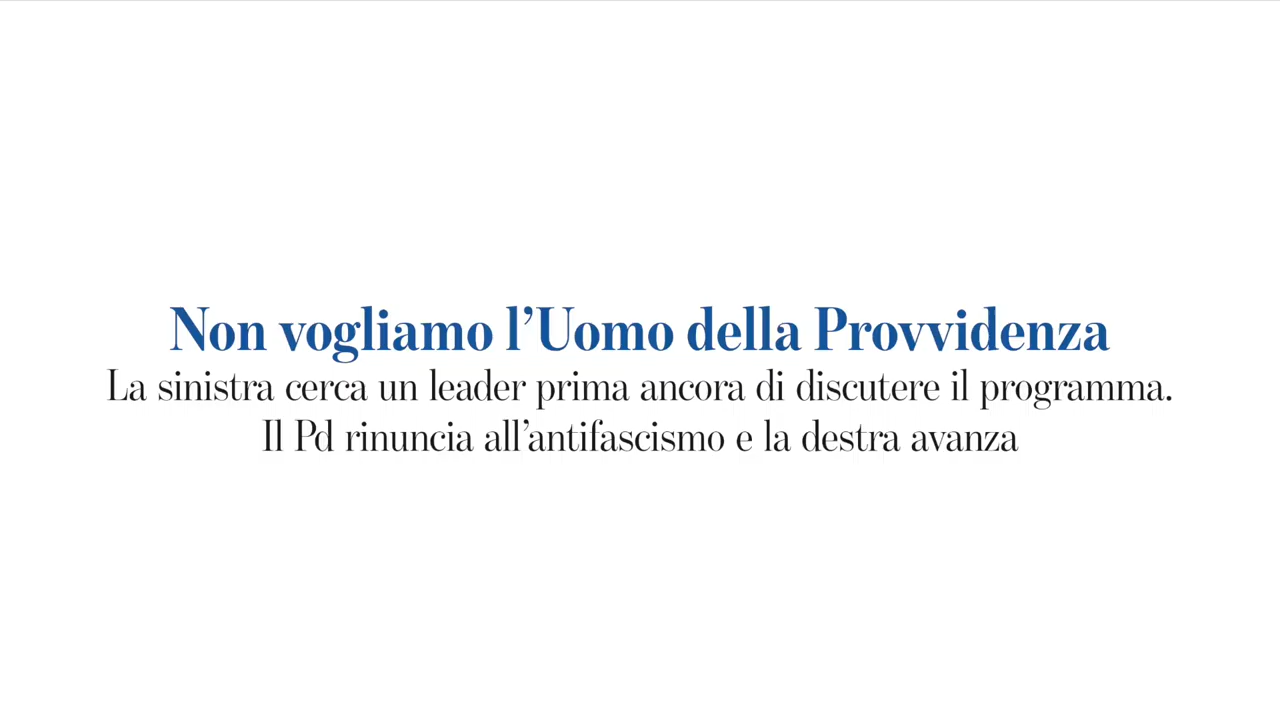 Non vogliamo l’Uomo della Provvidenza
La sinistra cerca un leader prima ancora di discutere il programma.
Il Pd rinuncia all’antifascismo e la destra avanza